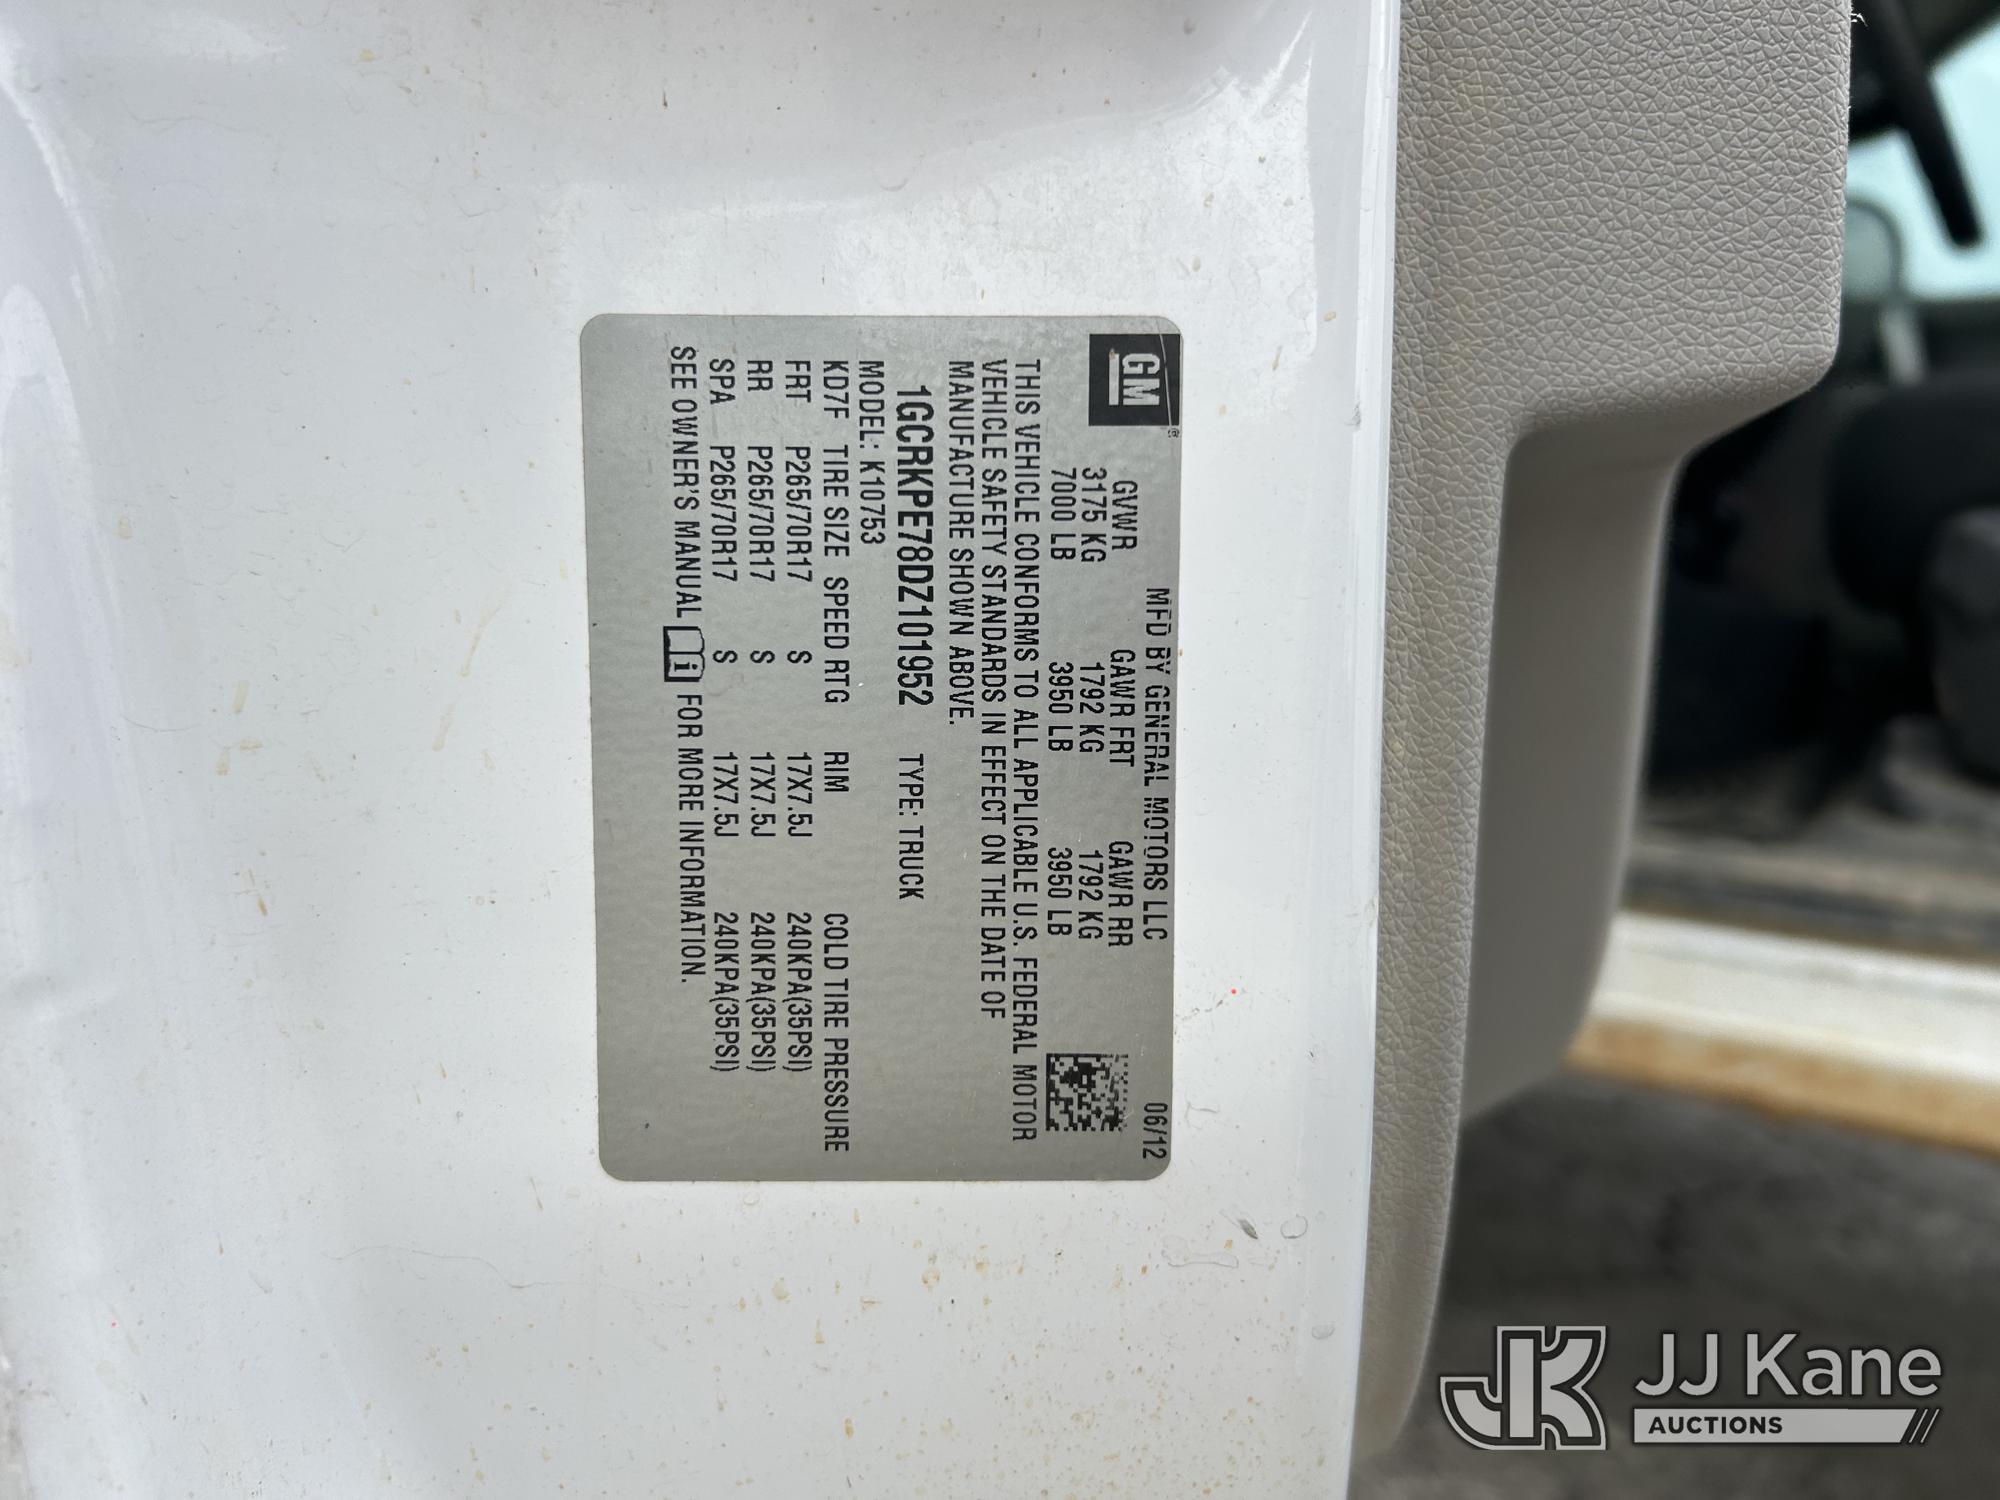 GM
MFD BY GENERAL MOTORS LLC 06/12
GVWR GAWR FRT GAWR RR
3175 KG 1792 KG 1792 KG
7000 LB 3950 LB 3950 LB
THIS VEHICLE CONFORMS TO ALL APPLICABLE U.S. FEDERAL MOTOR
VEHICLE SAFETY STANDARDS IN EFFECT ON THE DATE OF
MANUFACTURE SHOWN ABOVE.
1GCRKPE78DZ101952 TYPE: TRUCK
MODEL: K10753
KD7F TIRE SIZE SPEED RTG RIM COLD TIRE PRESSURE
FRT P265/70R17 S 17X7.5J 240KPA(35PSI)
RR P265/70R17 S 17X7.5J 240KPA(35PSI)
SPA P265/70R17 S 17X7.5J 240KPA(35PSI)
SEE OWNER'S MANUAL i FOR MORE INFORMATION.
JK JJ Kane
AUCTIONS